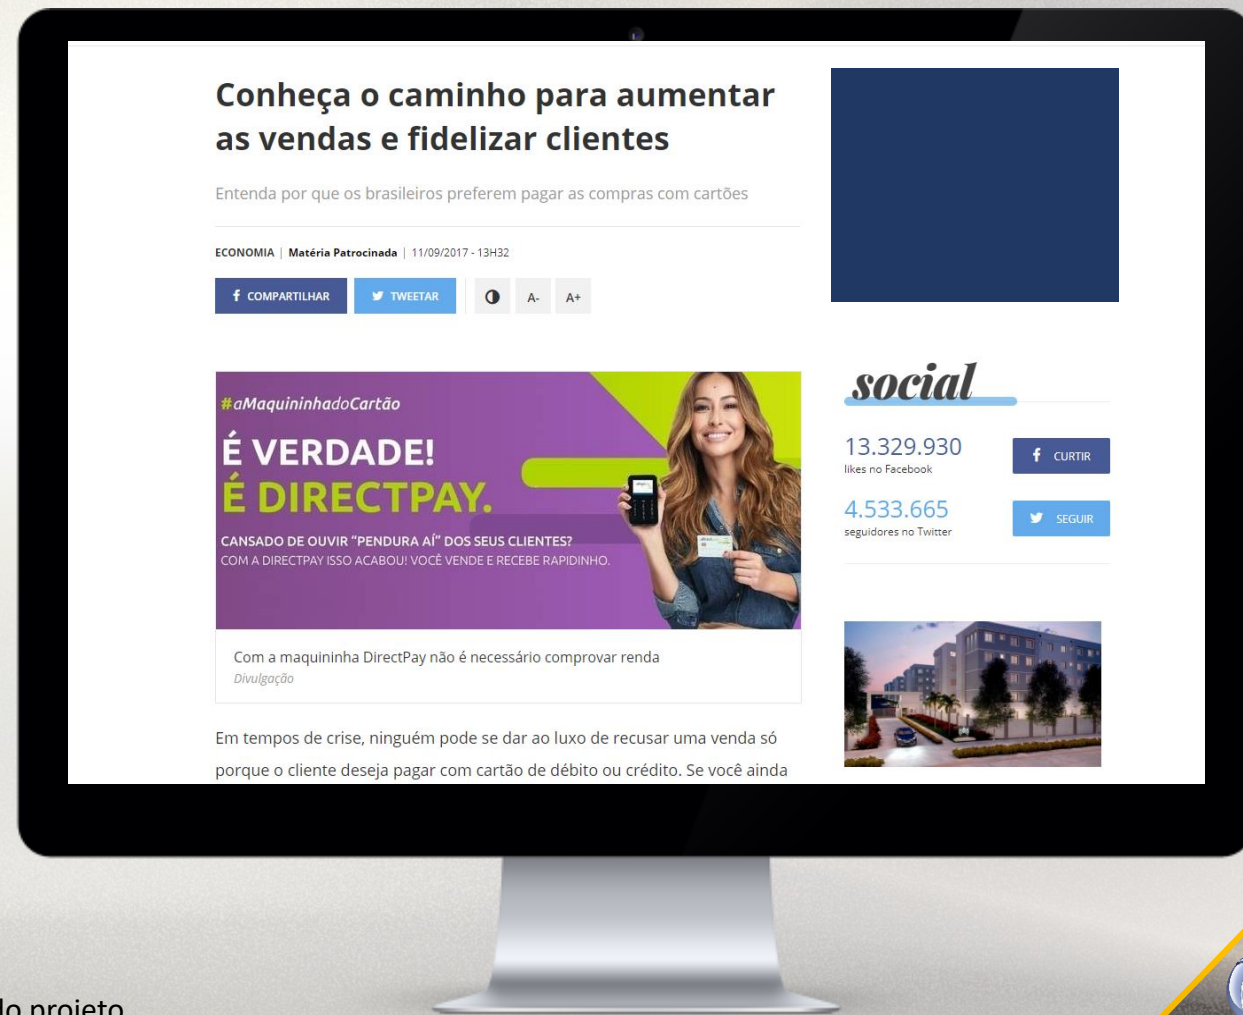 Conheça o caminho para aumentar
as vendas e fidelizar clientes
Entenda por que os brasileiros preferem pagar as compras com cartões
ECONOMIA | Matéria Patrocinada | 11/09/2017 - 13H32
COMPARTILHAR
TWEETAR
A-
A+
#aMaquininhadoCartão
É VERDADE!
É DIRECTPAY.
CANSADO DE OUVIR “PENDURA AÍ” DOS SEUS CLIENTES?
COM A DIRECTPAY ISSO ACABOU! VOCÊ VENDE E RECEBE RAPIDINHO.
Com a maquininha DirectPay não é necessário comprovar renda
Divulgação
Em tempos de crise, ninguém pode se dar ao luxo de recusar uma venda só
porque o cliente deseja pagar com cartão de débito ou crédito. Se você ainda
social
13.329.930
likes no Facebook
CURTIR
4.533.665
seguidores no Twitter
SEGUIR
do projeto